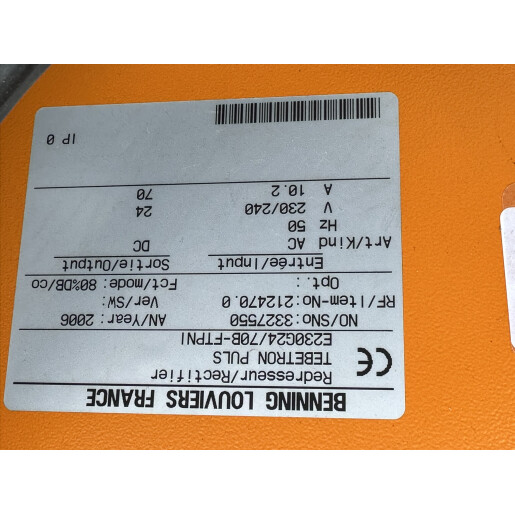 BENNING LOUVIERS FRANCE
Redresseur/Rectifier
CE TEBETRON PULS
E230G24/70B-FTPNI
NO/SNo:3327550 AN/Year: 2006
RF/Item-No:212470.0 Ver/SW:
Opt.: Fct/mode:80%DB/co
Entrée/Input Sortie/Output
Art/Kind AC DC
Hz 50
V 230/240 24
A 10.2 70
IP 0